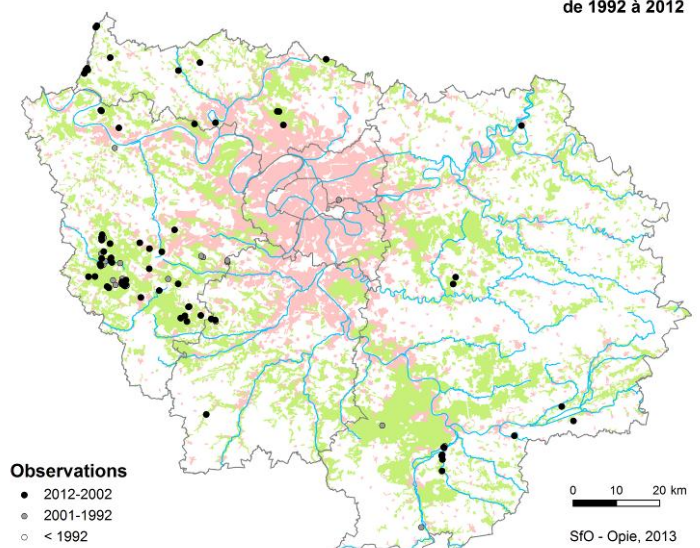 de 1992 à 2012
Observations
2012-2002
2001-1992
< 1992
0 10 20 km
SfO - Opie, 2013